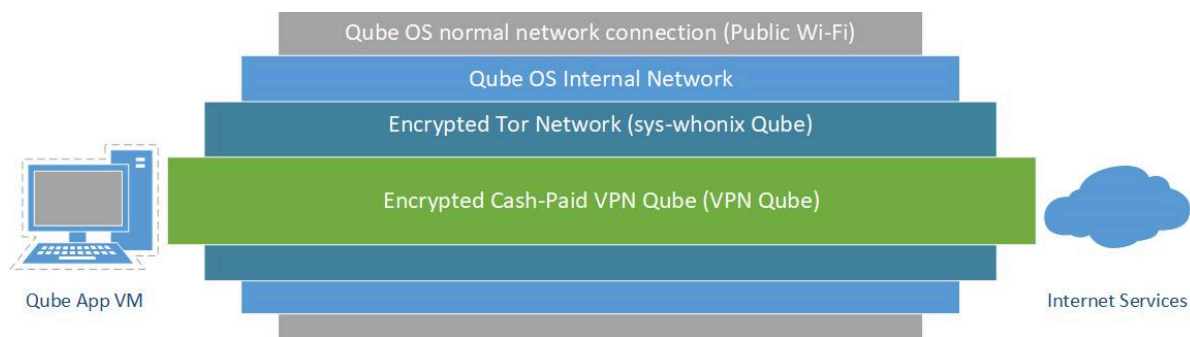 Qube OS normal network connection (Public Wi-Fi)
Qube OS Internal Network
Encrypted Tor Network (sys-whonix Qube)
Encrypted Cash-Paid VPN Qube (VPN Qube)
Qube App VM
Internet Services